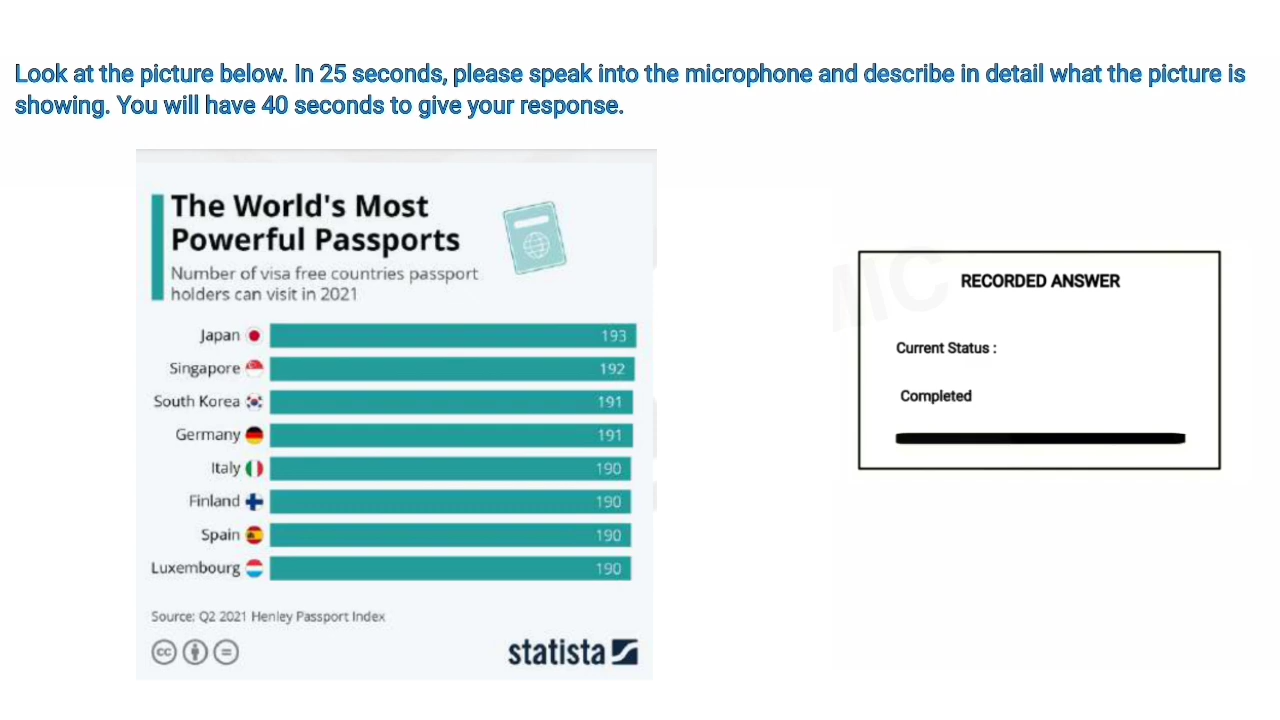 Look at the picture below. In 25 seconds, please speak into the microphone and describe in detail what the picture is
showing. You will have 40 seconds to give your response.
The World's Most
Powerful Passports
Number of visa free countries passport
holders can visit in 2021
Japan 193
Singapore 192
South Korea 191
Germany 191
Italy 190
Finland 190
Spain 190
Luxembourg 190
Source: Q2 2021 Henley Passport Index
cc
statista
RECORDED ANSWER
Current Status :
Completed